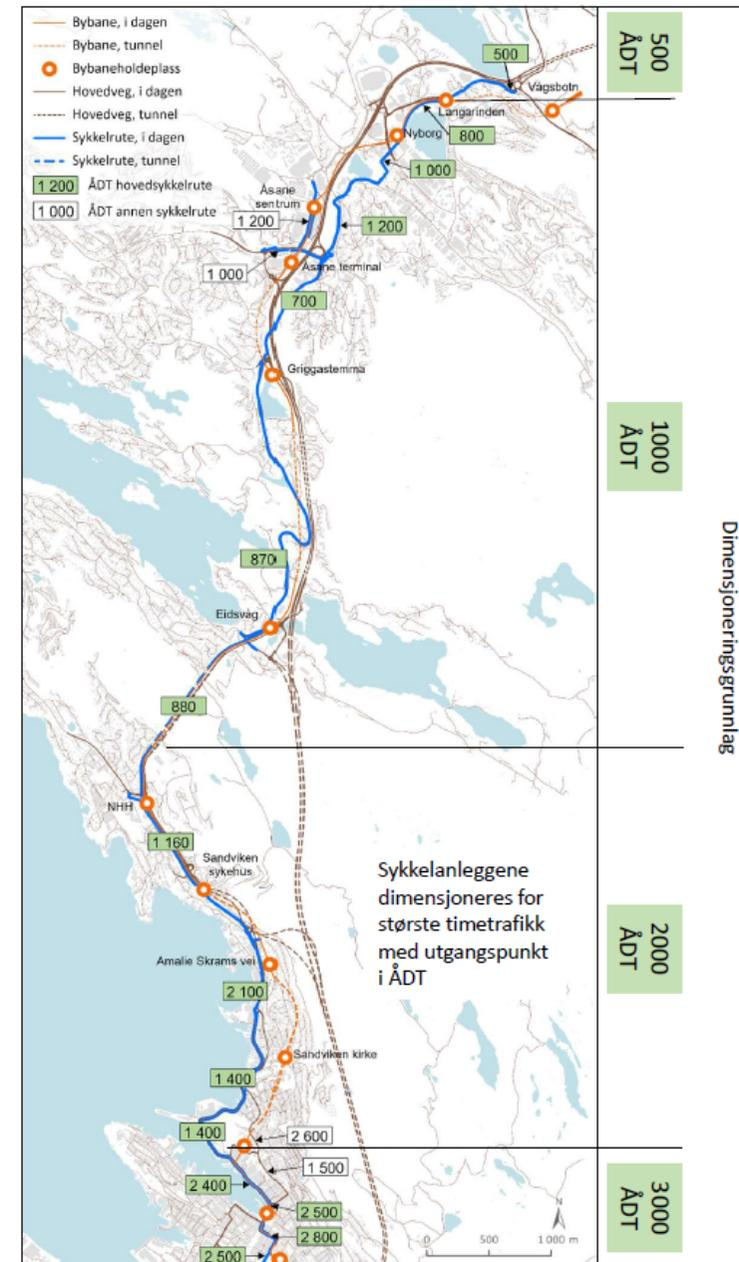 Bybane, i dagen
Bybane, tunnel
Bybaneholdeplass
Hovedveg, i dagen
Hovedveg, tunnel
Sykkelrute, i dagen
Sykkelrute, tunnel
1 200 ÅDT hovedsykkelrute
1 000 ÅDT annen sykkelrute
500
Vågsbotn
Langarinden
800
Nyborg
1 000
Åsane
sentrum
1 200
1 200
1 000
Åsane terminal
700
Griggastemma
870
Eidsvåg
880
NHH
1 160
Sandviken
sykehus
Amalie Skrams vei
2 100
Sandviken kirke
1 400
1 400
2 600
1 500
2 400
2 500
2 800
2 500
Sykkelanleggene
dimensjoneres for
største timetrafikk
med utgangspunkt
i ÅDT
N
0 500 1 000 m
500
ÅDT
1000
ÅDT
2000
ÅDT
3000
ÅDT
Dimensjoneringsgrunnlag